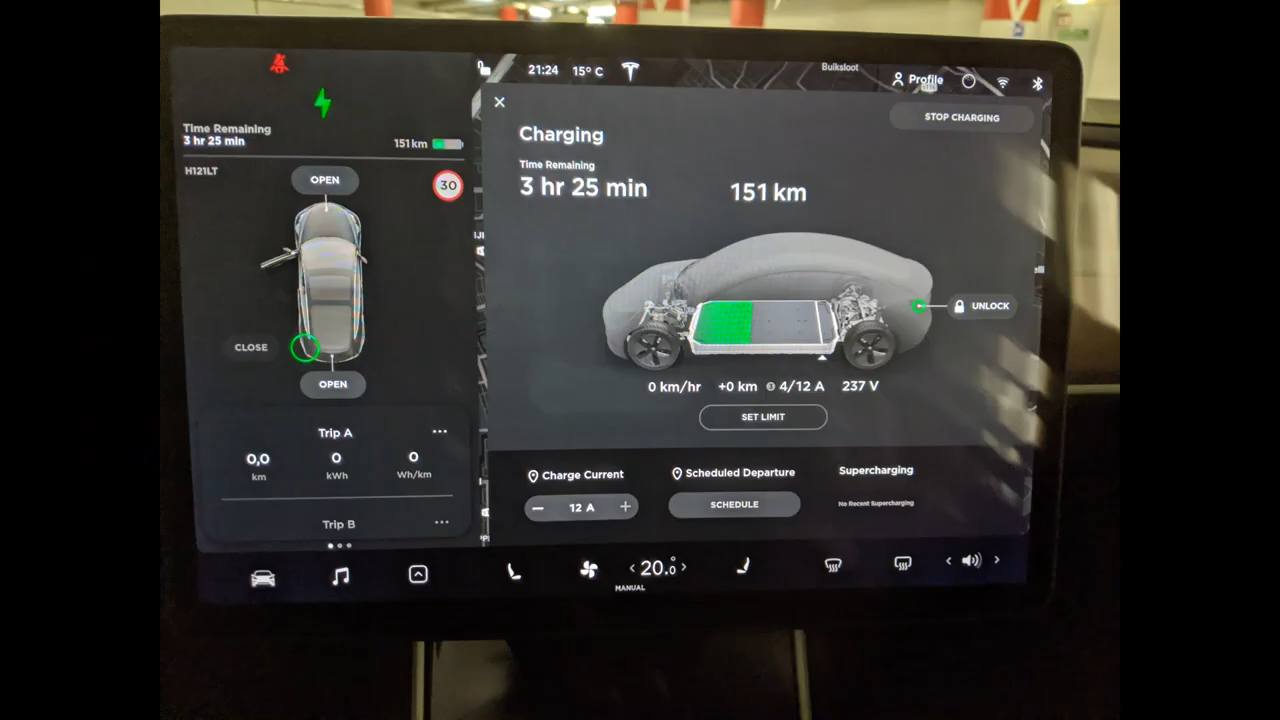 21:24 15° C
Buiksloot
Profile
Time Remaining
3 hr 25 min
151 km
H121LT
OPEN
30
CLOSE
OPEN
Trip A
0,0
km
0
kWh
0
Wh/km
Trip B
STOP CHARGING
Charging
Time Remaining
3 hr 25 min
151 km
UNLOCK
0 km/hr +0 km 4/12 A 237 V
SET LIMIT
Charge Current
12 A
Scheduled Departure
SCHEDULE
Supercharging
No Recent Supercharging
20.0
MANUAL